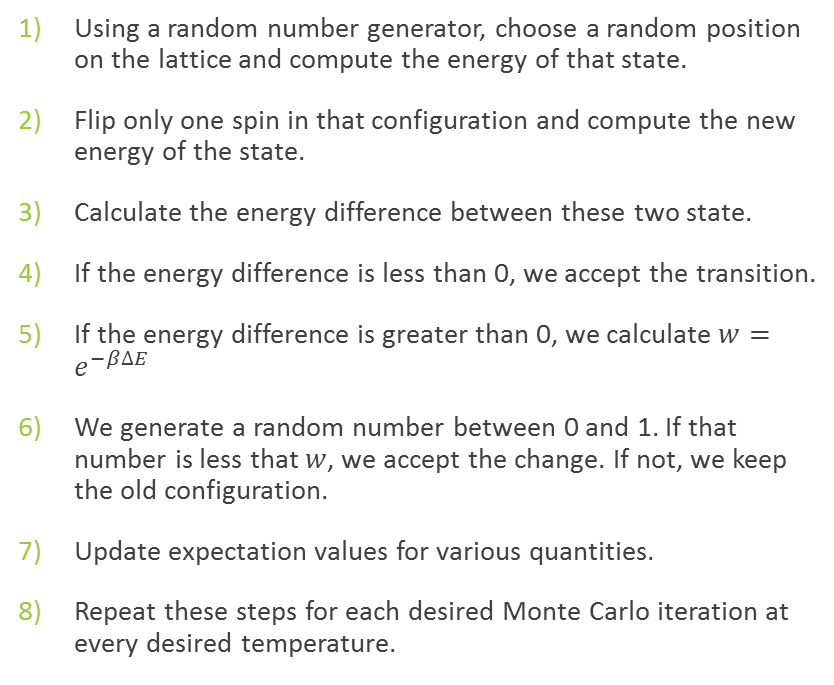 1) Using a random number generator, choose a random position
on the lattice and compute the energy of that state.
2) Flip only one spin in that configuration and compute the new
energy of the state.
3) Calculate the energy difference between these two state.
4) If the energy difference is less than 0, we accept the transition.
5) If the energy difference is greater than 0, we calculate w =
e^{−βΔE}
6) We generate a random number between 0 and 1. If that
number is less that w, we accept the change. If not, we keep
the old configuration.
7) Update expectation values for various quantities.
8) Repeat these steps for each desired Monte Carlo iteration at
every desired temperature.